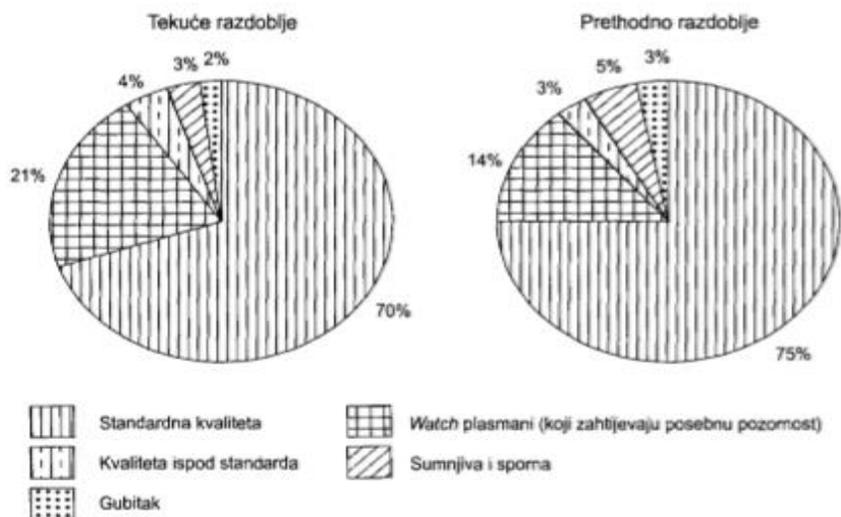 Tekuće razdoblje
Prethodno razdoblje
4%
3%
2%
21%
70%
3%
5%
3%
14%
75%
Standardna kvaliteta
Watch plasmani (koji zahtijevaju posebnu pozornost)
Kvaliteta ispod standarda
Sumnjiva i sporna
Gubitak